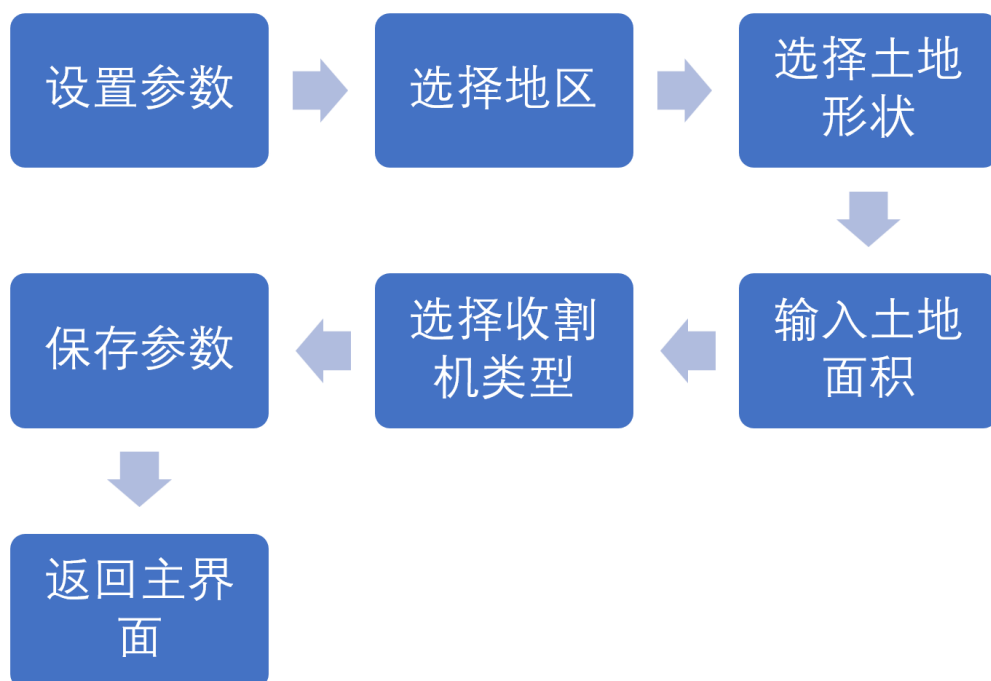 设置参数
选择地区
选择土地
形状
输入土地
面积
选择收割
机类型
保存参数
返回主界
面